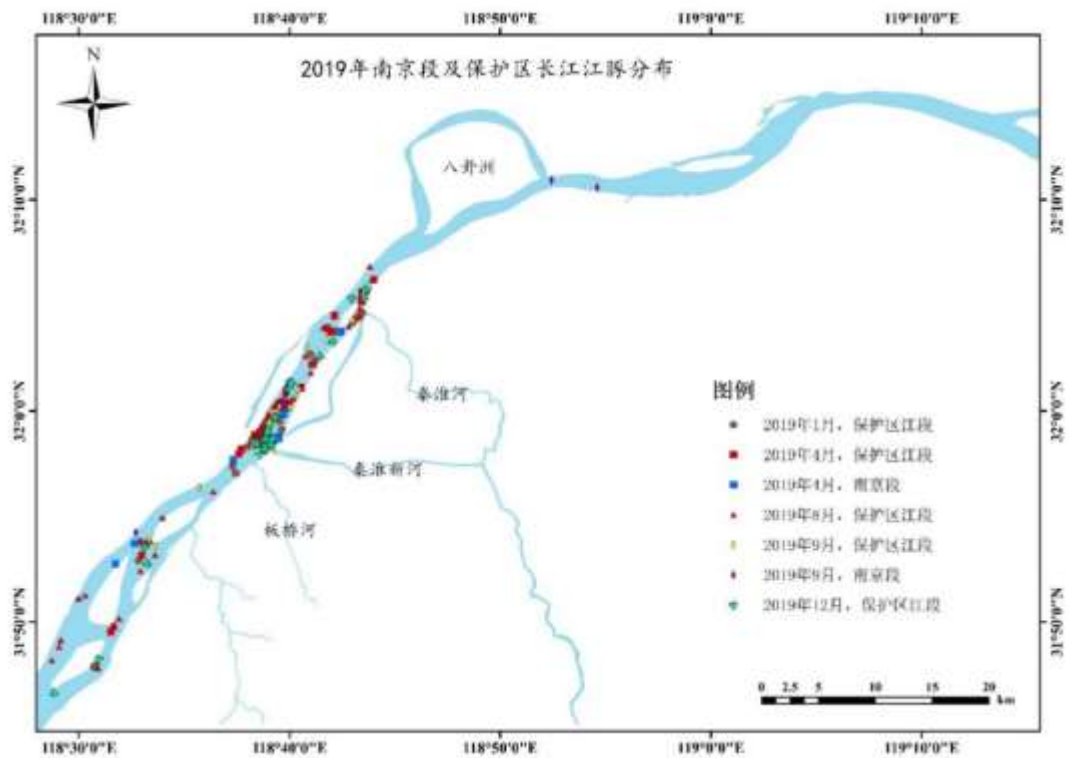 118°30'0"E 118°40'0"E 118°50'0"E 119°0'0"E 119°10'0"E
N
2019年南京段及保护区长江江豚分布
八卦洲
32°10'0"N 32°10'0"N
秦淮河
32°0'0"N 32°0'0"N
秦淮新河
板桥河
图例
2019年1月，保护区江段
2019年4月，保护区江段
2019年4月，南京段
2019年8月，保护区江段
2019年9月，保护区江段
2019年9月，南京段
2019年12月，保护区江段
31°50'0"N 31°50'0"N
0 2.5 5 10 15 20
km
118°30'0"E 118°40'0"E 118°50'0"E 119°0'0"E 119°10'0"E